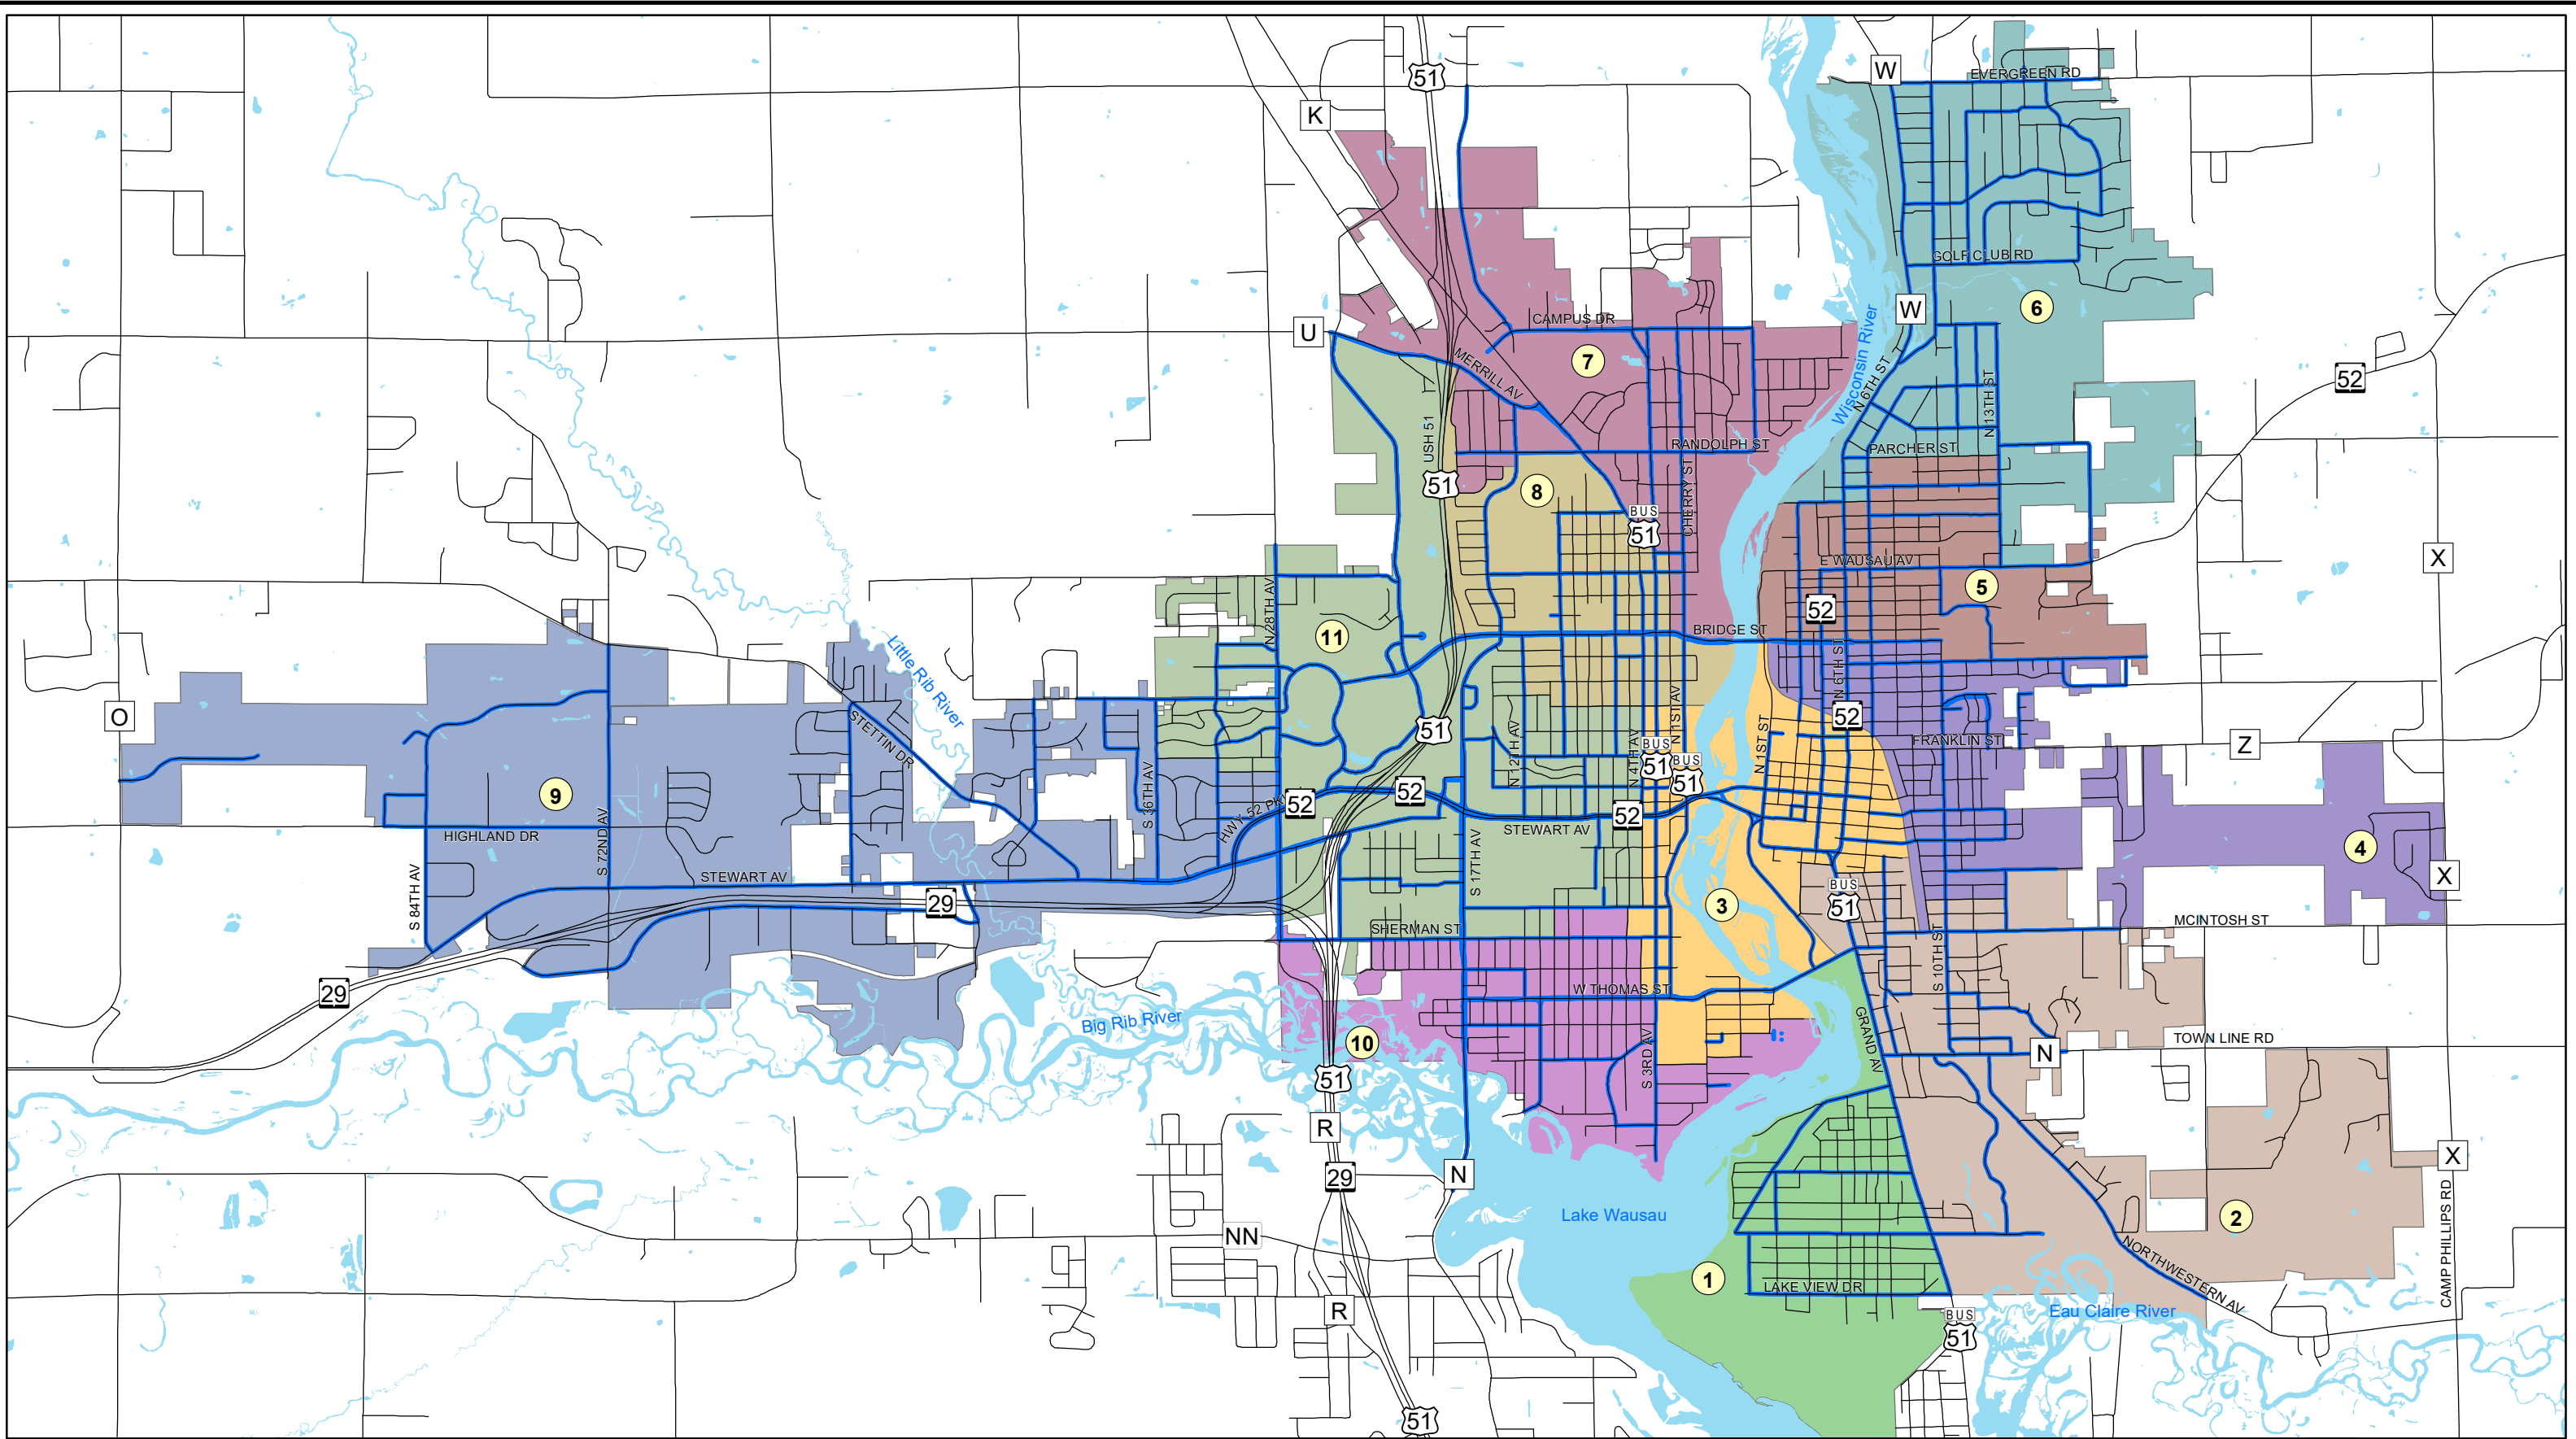 W
EVERGREEN RD
51
K
GOLF CLUB RD
W
6
U
CAMPUS DR
7
Wisconsin River
N 6TH ST
52
MERRILL AV
N 13TH ST
USH 51
RANDOLPH ST
PARCHER ST
51
8
CHERRY ST
BUS
51
E WAUSAU AV
X
5
52
N 28TH AV
11
BRIDGE ST
Little Rib River
N 6TH ST
O
STETTIN DR
51
N 12TH AV
N 4TH AV
N 1ST AV
N 1ST ST
52
FRANKLIN ST
Z
BUS
51
BUS
51
9
S 36TH AV
HWY 52 PK
52
52
52
STEWART AV
HIGHLAND DR
S 72ND AV
S 17TH AV
4
STEWART AV
S 84TH AV
29
BUS
51
X
3
SHERMAN ST
MCINTOSH ST
S 10TH ST
29
W THOMAS ST
Big Rib River
10
S 3RD AV
GRAND AV
N
TOWN LINE RD
51
R
29
N
X
Lake Wausau
2
NN
1
NORTHWESTERN AV
CAMP PHILLIPS RD
LAKE VIEW DR
R
Eau Claire River
BUS
51
51